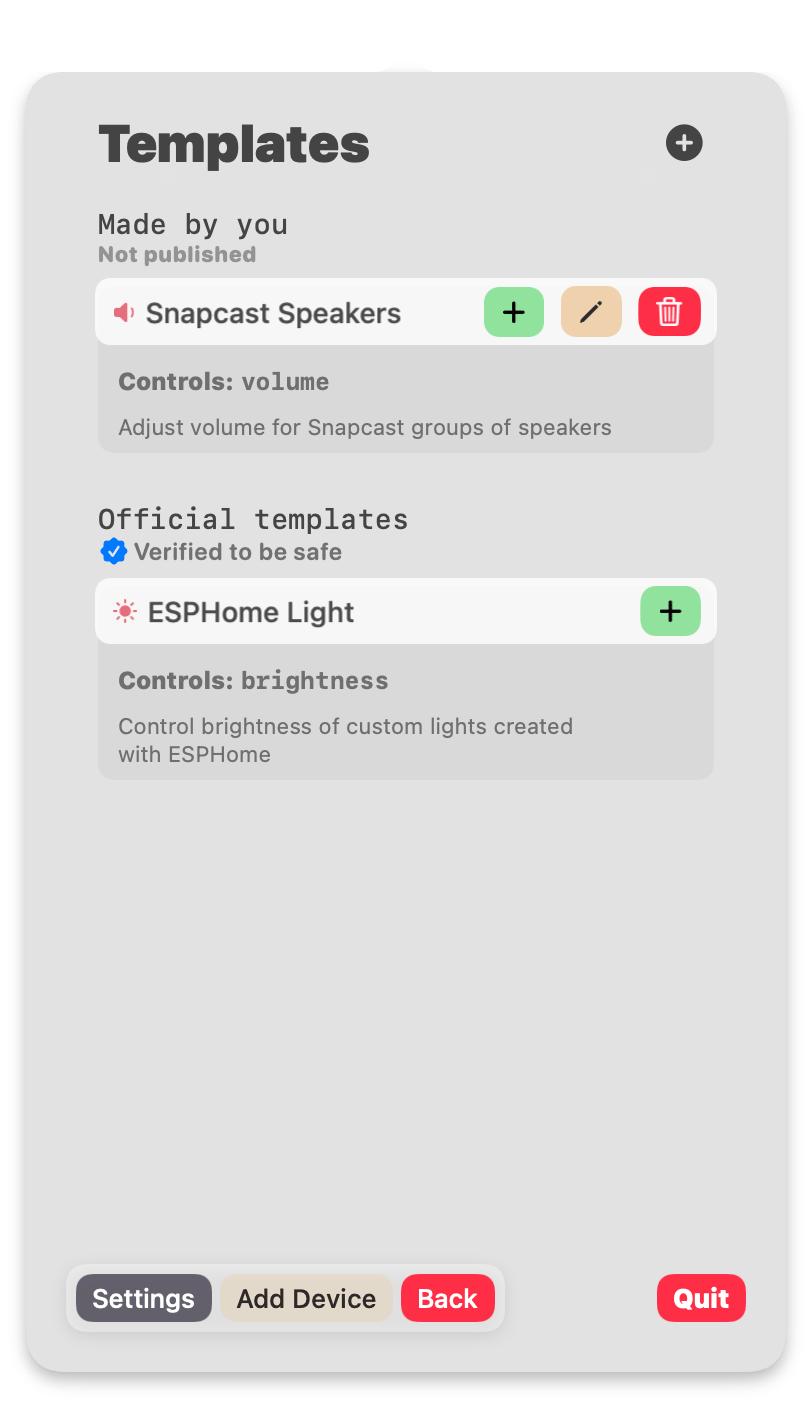 Templates
Made by you
Not published
Snapcast Speakers
Controls: volume
Adjust volume for Snapcast groups of speakers
Official templates
Verified to be safe
ESPHome Light
Controls: brightness
Control brightness of custom lights created
with ESPHome
Settings Add Device Back Quit